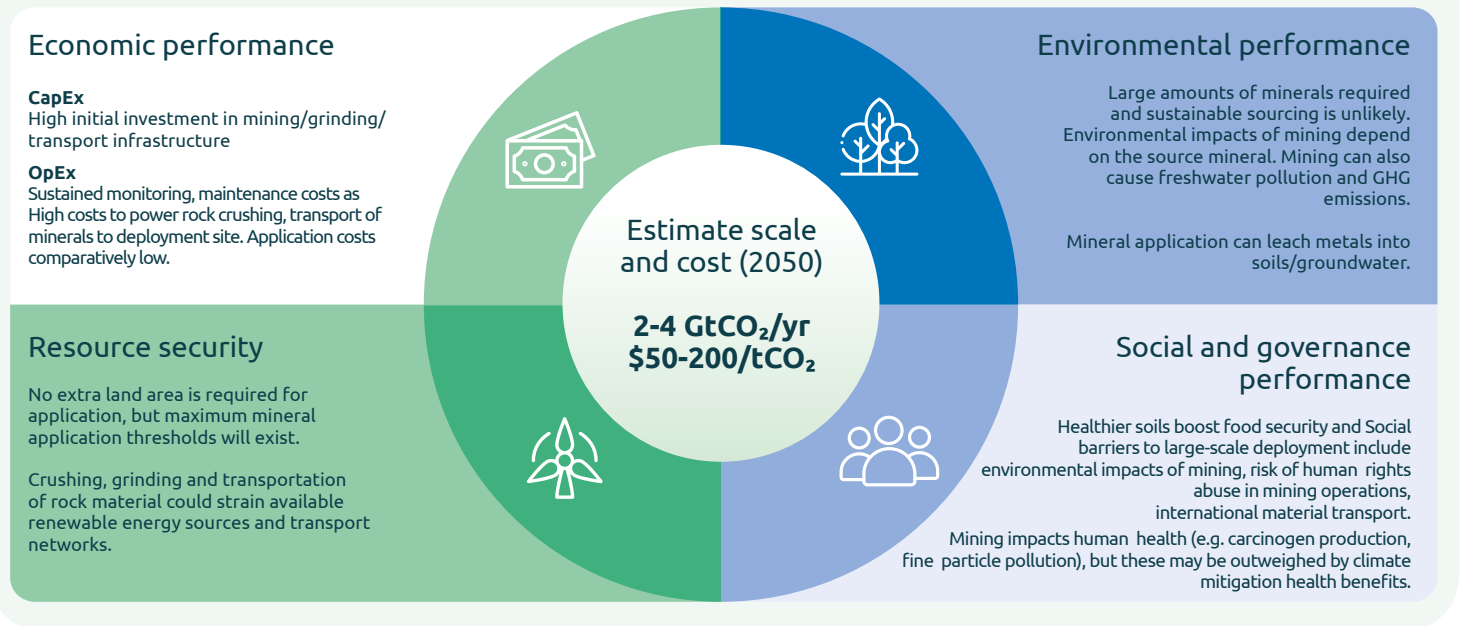 Economic performance
CapEx
High initial investment in mining/grinding/
transport infrastructure
OpEx
Sustained monitoring, maintenance costs as
High costs to power rock crushing, transport of
minerals to deployment site. Application costs
comparatively low.
Environmental performance
Large amounts of minerals required
and sustainable sourcing is unlikely.
Environmental impacts of mining depend
on the source mineral. Mining can also
cause freshwater pollution and GHG
emissions.
Mineral application can leach metals into
soils/groundwater.
Estimate scale
and cost (2050)
2-4 GtCO₂/yr
$50-200/tCO₂
Resource security
No extra land area is required for
application, but maximum mineral
application thresholds will exist.
Crushing, grinding and transportation
of rock material could strain available
renewable energy sources and transport
networks.
Social and governance
performance
Healthier soils boost food security and Social
barriers to large-scale deployment include
environmental impacts of mining, risk of human rights
abuse in mining operations,
international material transport.
Mining impacts human health (e.g. carcinogen production,
fine particle pollution), but these may be outweighed by climate
mitigation health benefits.